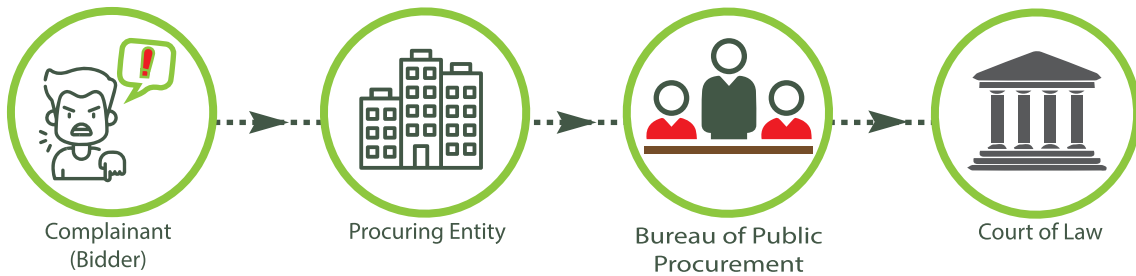 !
Complainant
(Bidder)
Procuring Entity
Bureau of Public
Procurement
Court of Law